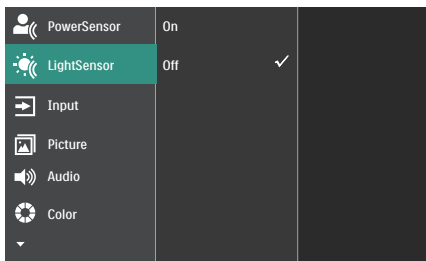 PowerSensor
On
LightSensor
Off
Input
Picture
Audio
Color